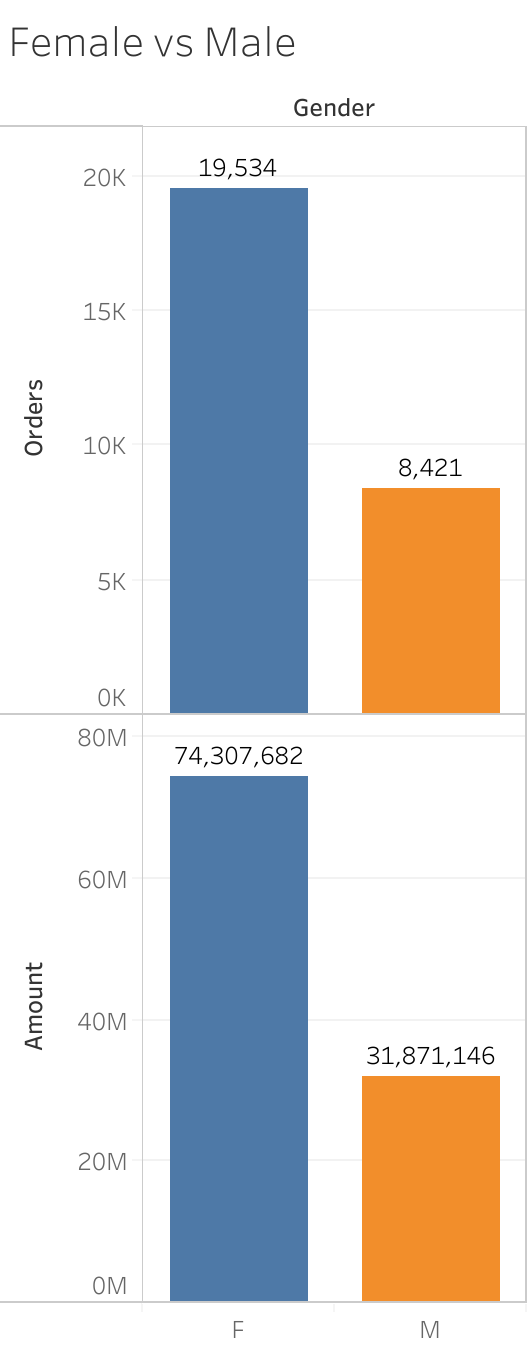 Female vs Male
Gender
Orders
20K
15K
10K
5K
0K
19,534
8,421
Amount
80M
60M
40M
20M
0M
74,307,682
31,871,146
F M